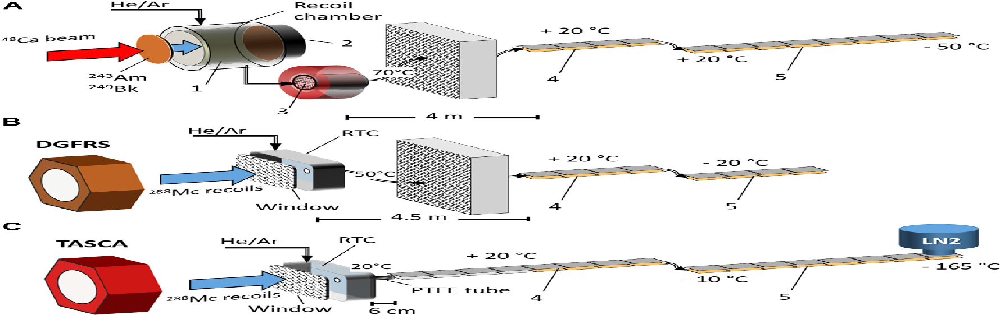 A
He/Ar
Recoil
chamber
⁴⁸Ca beam
²⁴³Am
²⁴⁹Bk
1
2
3
70°C
+ 20 °C
4
+ 20 °C
5
- 50 °C
4 m
B
DGFRS
He/Ar
RTC
²⁸⁸Mc recoils
Window
50°C
+ 20 °C
4
- 20 °C
5
4.5 m
C
TASCA
He/Ar
RTC
²⁸⁸Mc recoils
Window
20°C
PTFE tube
6 cm
+ 20 °C
4
- 10 °C
5
LN2
- 165 °C